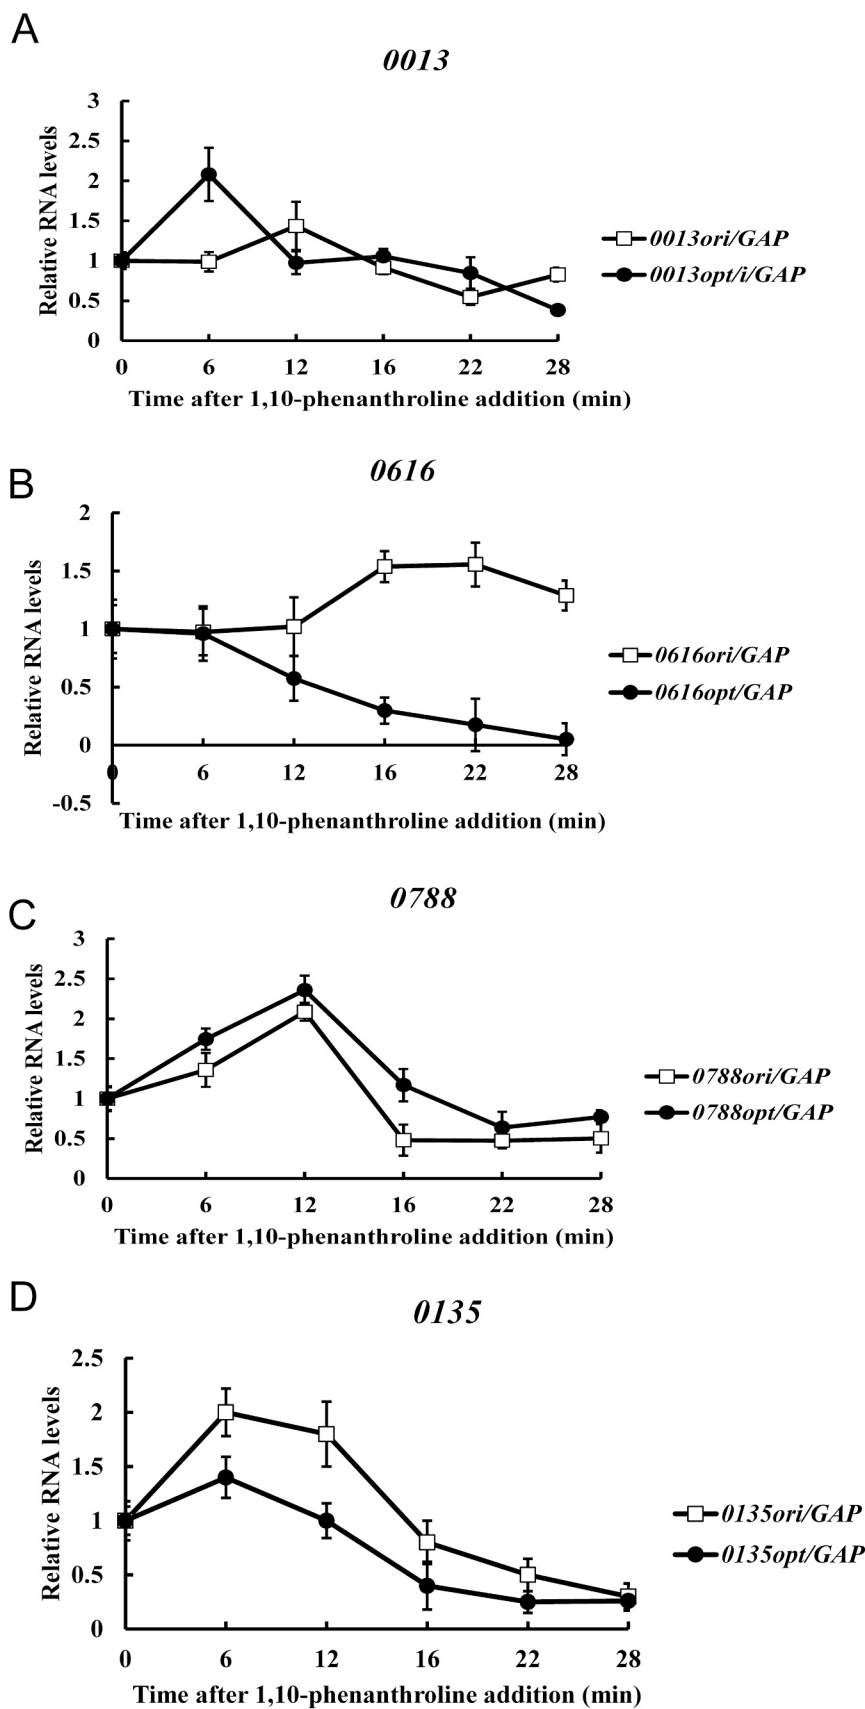 A
0013
3
2.5
2
1.5
1
0.5
0
Relative RNA levels
0 6 12 16 22 28
Time after 1,10-phenanthroline addition (min)
0013ori/GAP
0013opt/i/GAP
B
0616
2
1.5
1
0.5
0
-0.5
Relative RNA levels
0 6 12 16 22 28
Time after 1,10-phenanthroline addition (min)
0616ori/GAP
0616opt/GAP
C
0788
3
2.5
2
1.5
1
0.5
0
Relative RNA levels
0 6 12 16 22 28
Time after 1,10-phenanthroline addition (min)
0788ori/GAP
0788opt/GAP
D
0135
2.5
2
1.5
1
0.5
0
Relative RNA levels
0 6 12 16 22 28
Time after 1,10-phenanthroline addition (min)
0135ori/GAP
0135opt/GAP